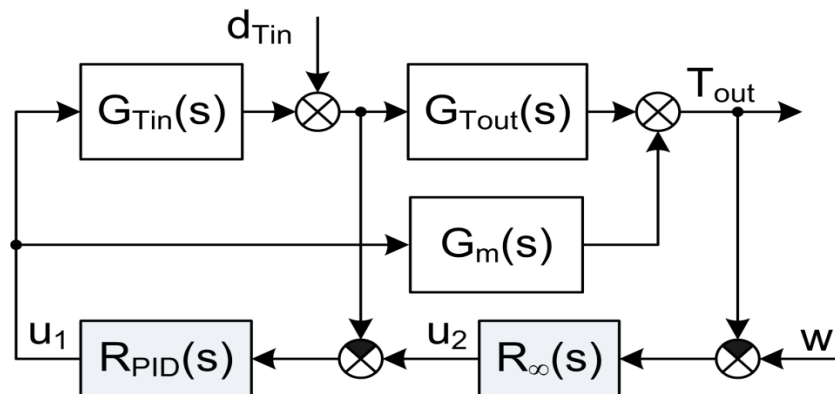 d_Tin
G_Tin(s)
G_Tout(s)
T_out
G_m(s)
u_1
R_PID(s)
u_2
R_∞(s)
w